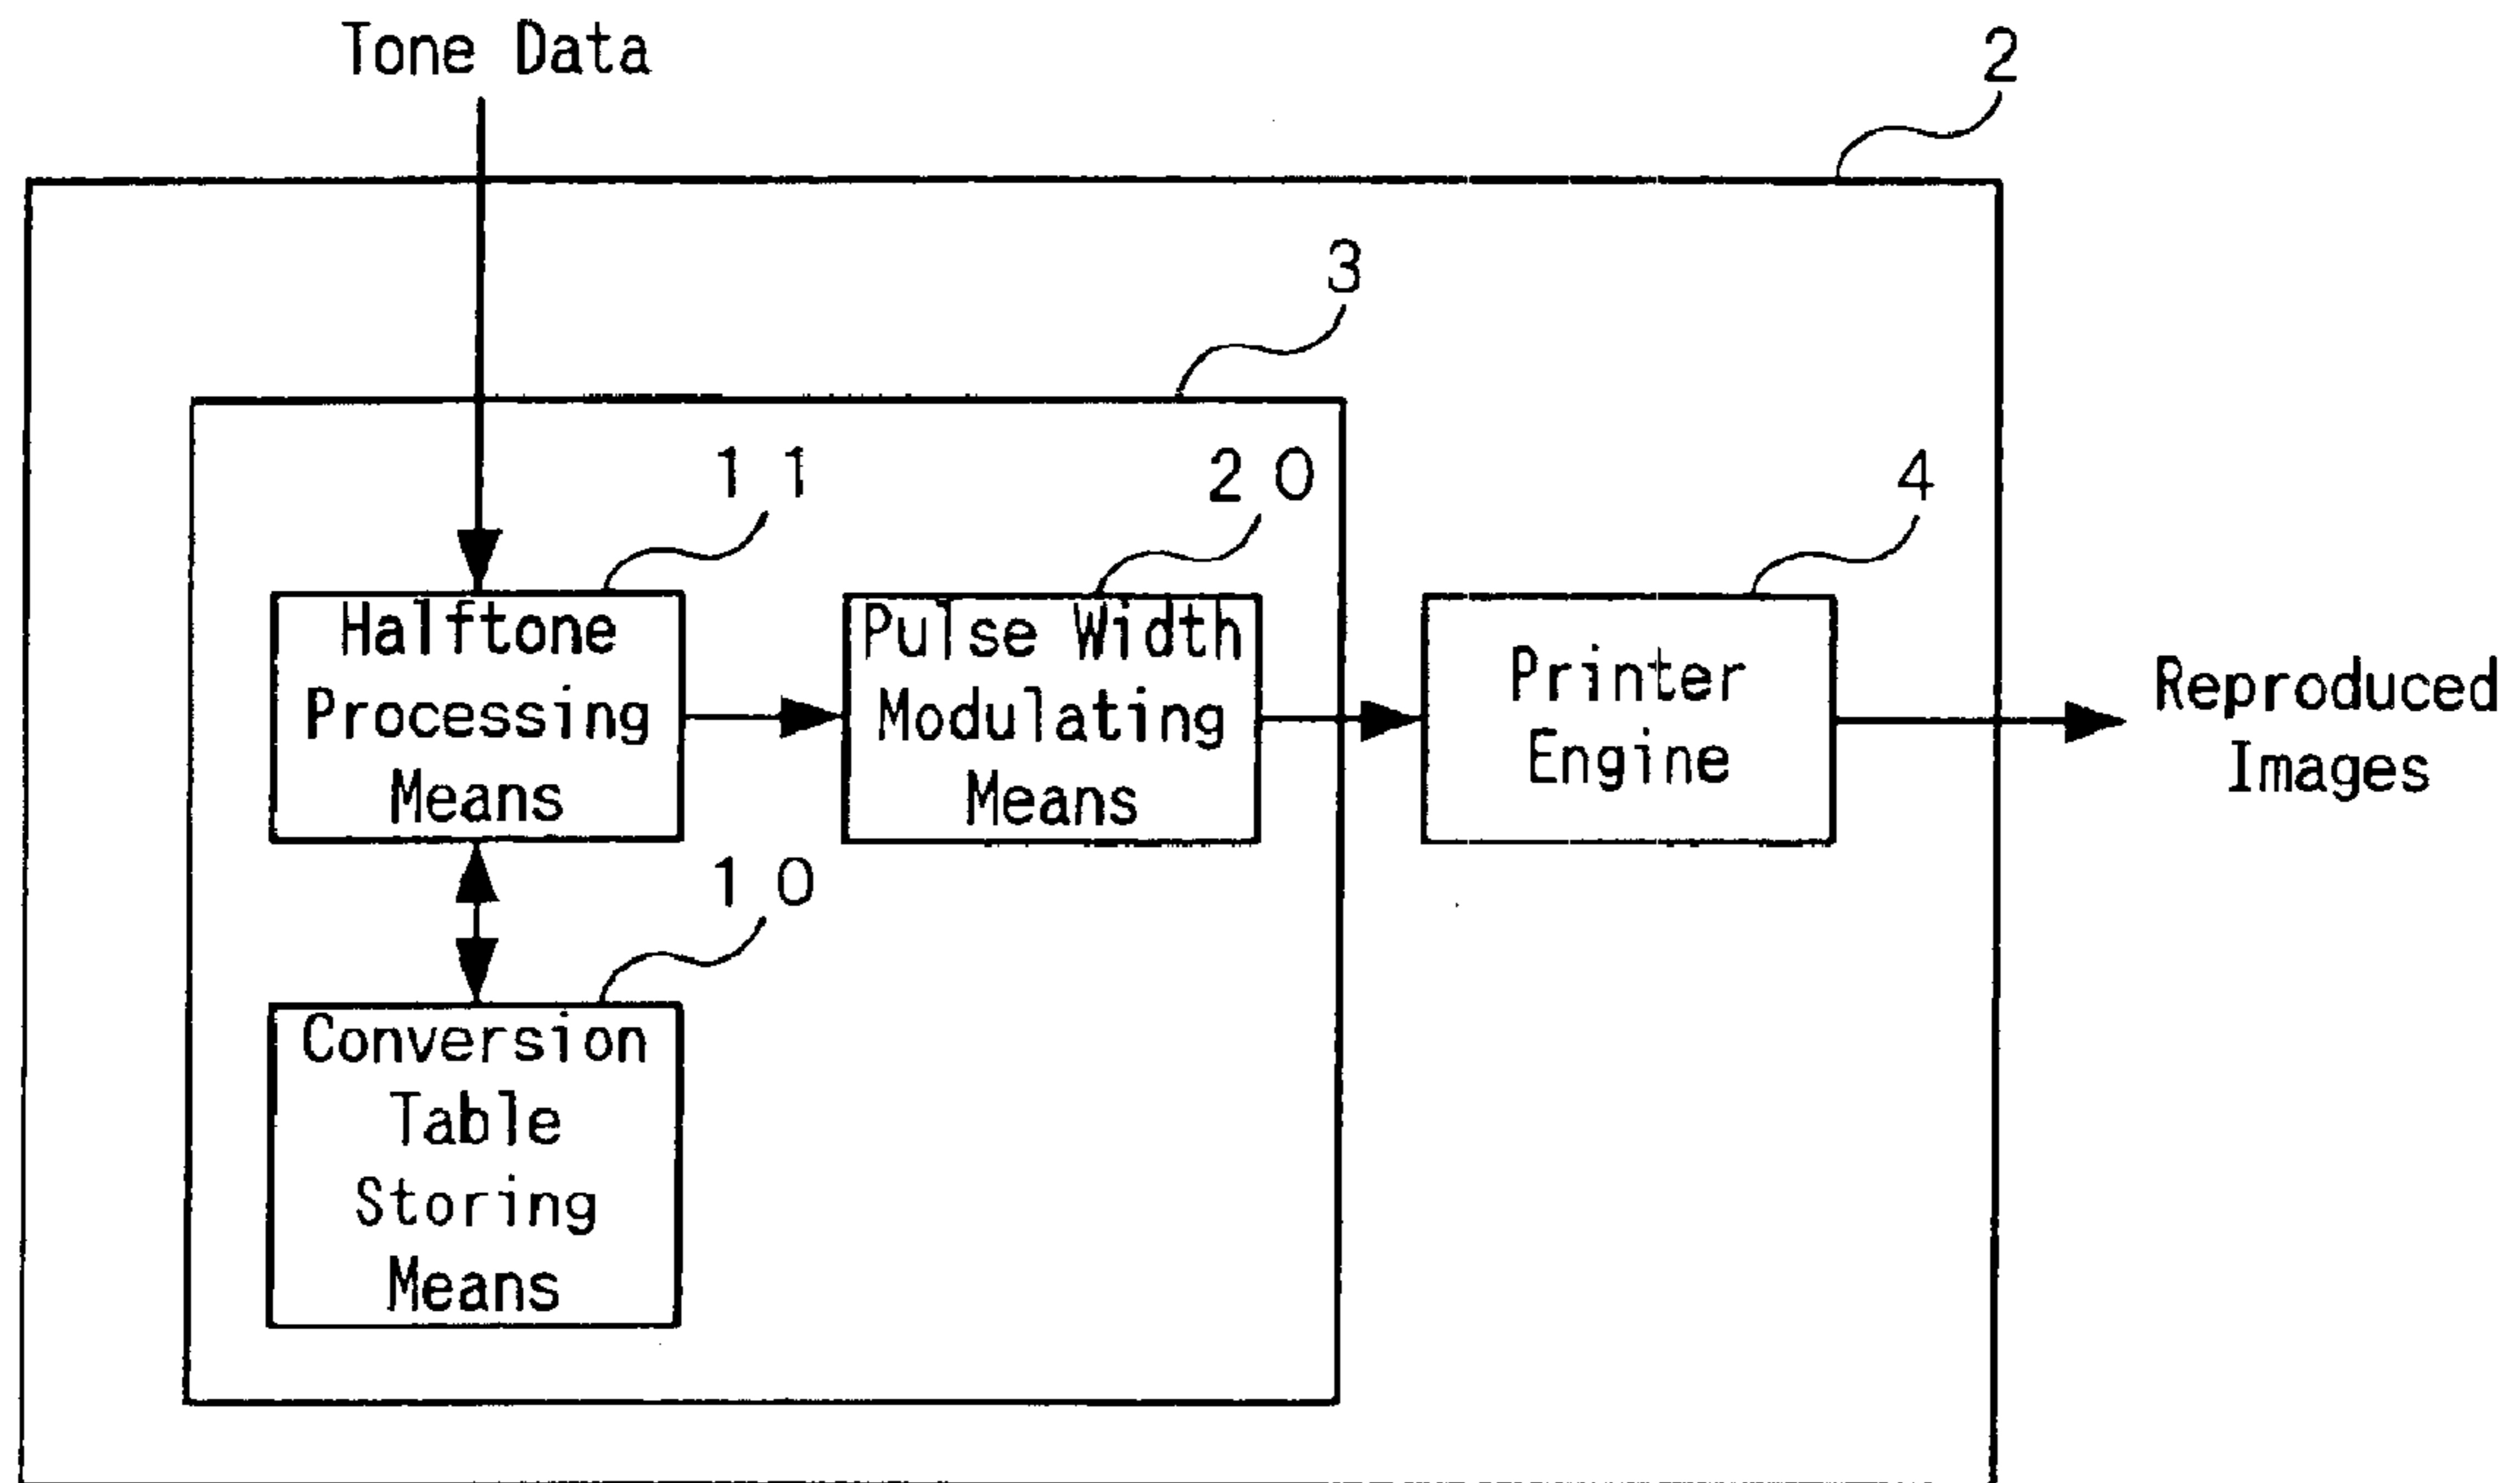 Tone Data
2
3
1 1
2 0
4
Halftone
Processing
Means
Pulse Width
Modulating
Means
Printer
Engine
Reproduced
Images
1 0
Conversion
Table
Storing
Means